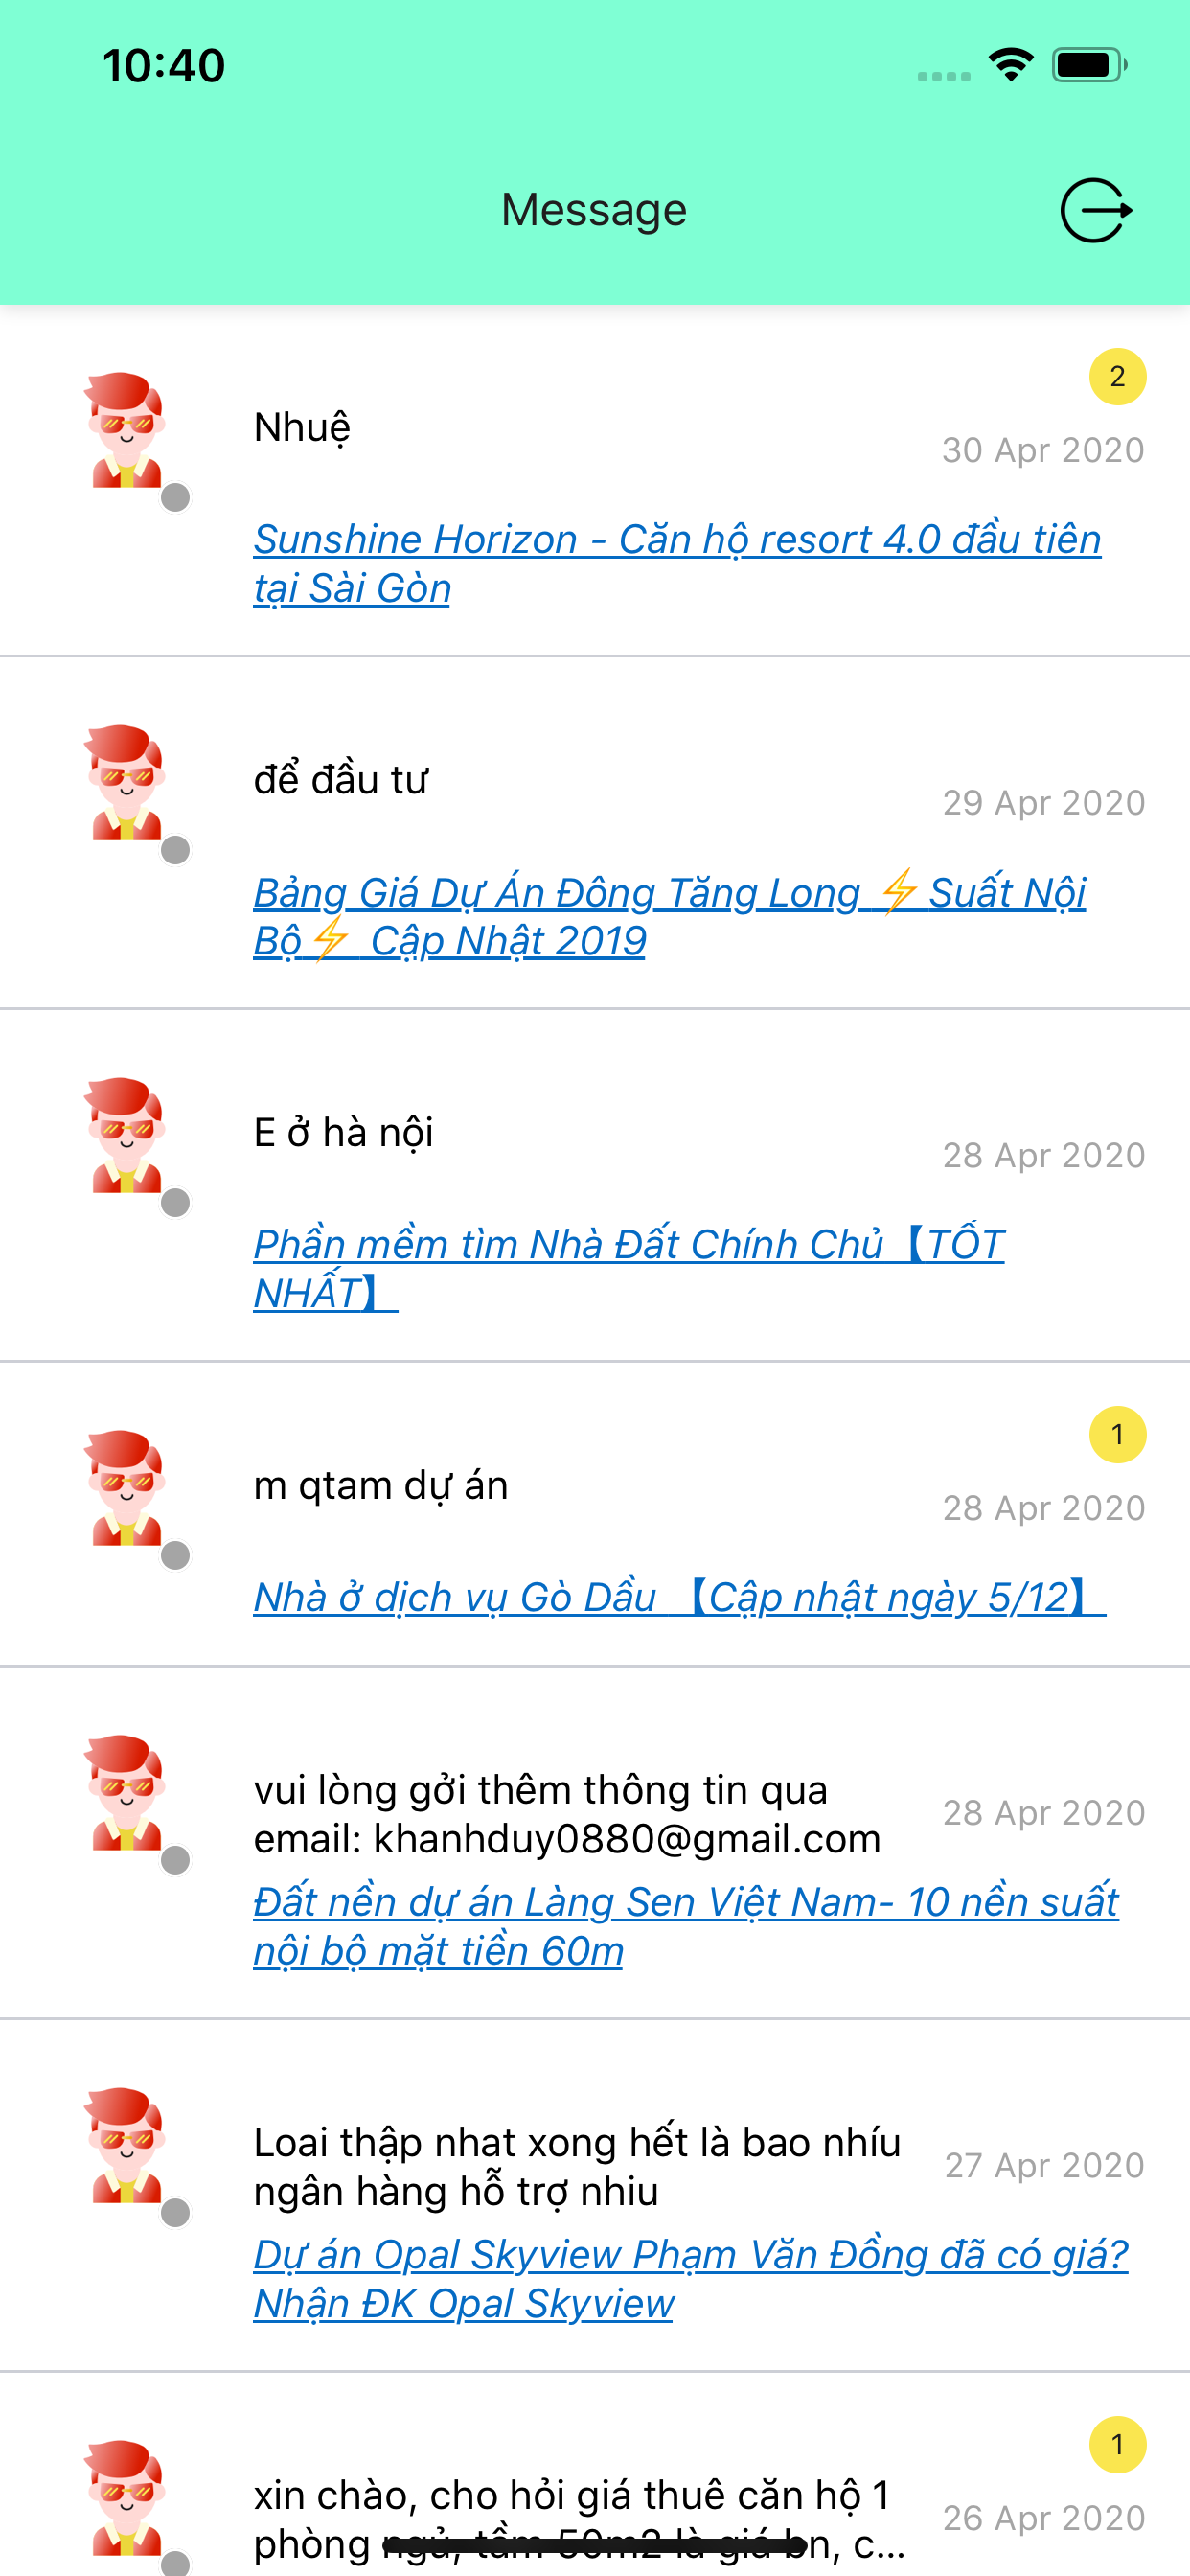 10:40
Message
2
Nhuệ
30 Apr 2020
Sunshine Horizon - Căn hộ resort 4.0 đầu tiên
tại Sài Gòn
để đầu tư
29 Apr 2020
Bảng Giá Dự Án Đông Tăng Long ⚡Suất Nội
Bộ⚡ Cập Nhật 2019
E ở hà nội
28 Apr 2020
Phần mềm tìm Nhà Đất Chính Chủ【TỐT
NHẤT】
1
m qtam dự án
28 Apr 2020
Nhà ở dịch vụ Gò Dầu 【Cập nhật ngày 5/12】
vui lòng gởi thêm thông tin qua
email: khanhduy0880@gmail.com
28 Apr 2020
Đất nền dự án Làng Sen Việt Nam- 10 nền suất
nội bộ mặt tiền 60m
Loai thập nhat xong hết là bao nhíu
ngân hàng hỗ trợ nhiu
27 Apr 2020
Dự án Opal Skyview Phạm Văn Đồng đã có giá?
Nhận ĐK Opal Skyview
1
xin chào, cho hỏi giá thuê căn hộ 1
phòng ngủ, tầm 50m2 là giá bn, c...
26 Apr 2020